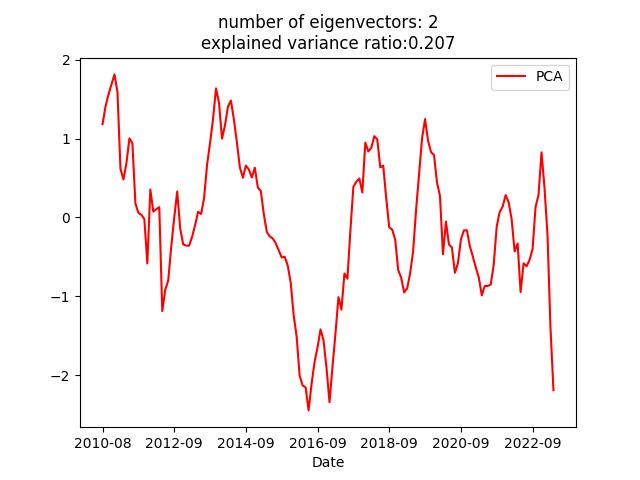 number of eigenvectors: 2
explained variance ratio:0.207
PCA
2
1
0
−1
−2
2010-08 2012-09 2014-09 2016-09 2018-09 2020-09 2022-09
Date